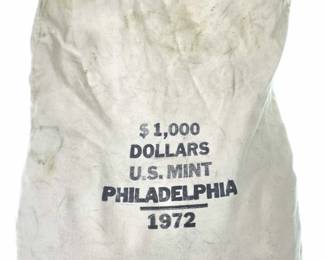 $1,000
DOLLARS
U.S. MINT
PHILADELPHIA
1972